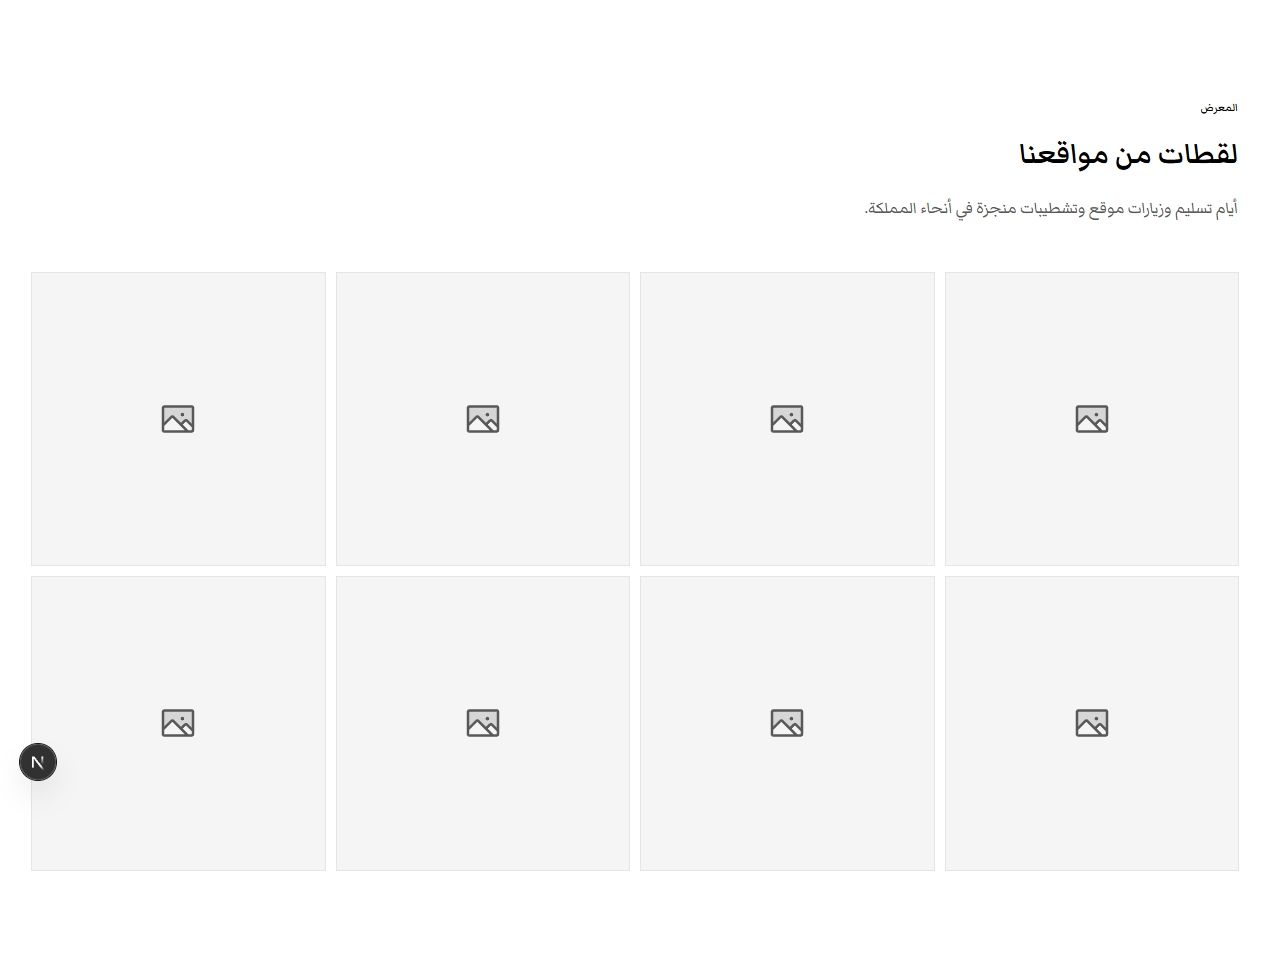 المعرض
لقطات من مواقعنا
أيام تسليم وزيارات موقع وتشطيبات منجزة في أنحاء المملكة.
N